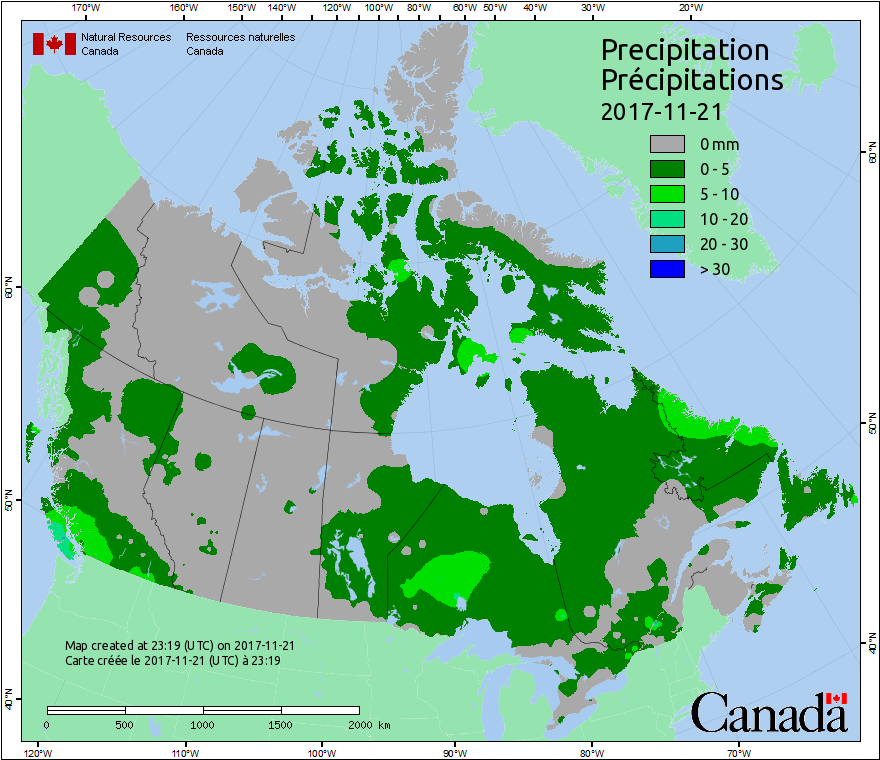 170°W 160°W 150°W 140°W 130°W 120°W 110°W 100°W 90°W 80°W 60°W 50°W 40°W 30°W 20°W
Natural Resources Ressources naturelles
Canada Canada
Precipitation
Précipitations
2017-11-21
0 mm
0 - 5
5 - 10
10 - 20
20 - 30
> 30
60°N
60°N
50°N
50°N
40°N
40°N
Map created at 23:19 (UTC) on 2017-11-21
Carte créée le 2017-11-21 (UTC) à 23:19
0 500 1000 1500 2000 km
Canada
120°W 110°W 100°W 90°W 80°W 70°W